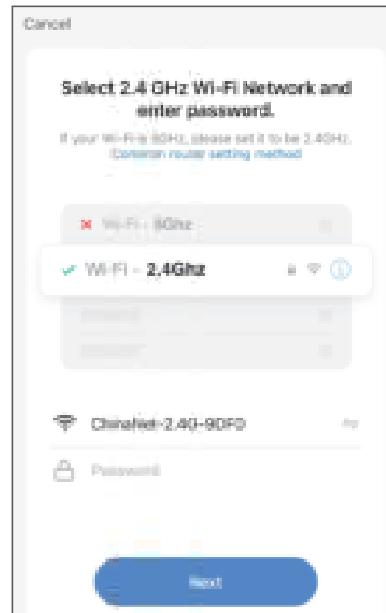 Cancel
Select 2.4 GHz Wi-Fi Network and
enter password.
If your Wi-Fi is 5GHz, please set it to be 2.4GHz.
Common router setting method
Wi-Fi - 5Ghz
Wi-Fi - 2.4Ghz
ChinaNet-2.4G-9DF0
Password
Next